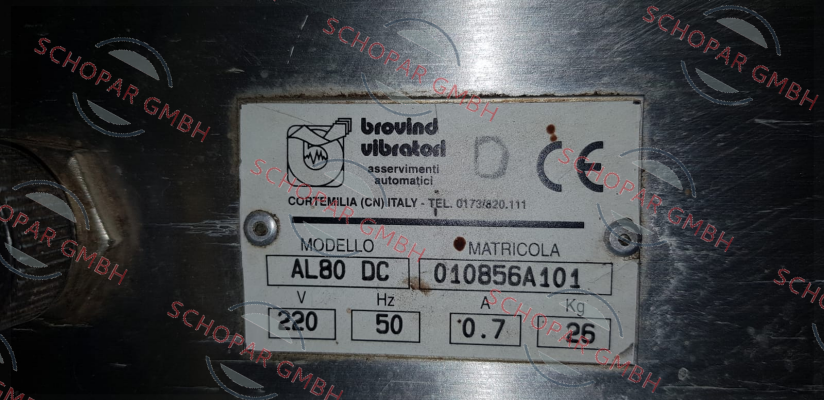 brovind
vibratori
asservimenti
automatici
D
CE
CORTEMILIA (CN) ITALY - TEL. 0173/820.111
MODELLO
MATRICOLA
AL80 DC
010856A101
V
Hz
A
Kg
220
50
0.7
26
SCHOPAR GMBH
SCHOPAR GMBH
SCHOPAR GMBH
SCHOPAR GMBH
SCHOPAR GMBH
SCHOPAR GMBH
SCHOPAR GMBH
SCHOPAR GMBH
SCHOPAR GMBH